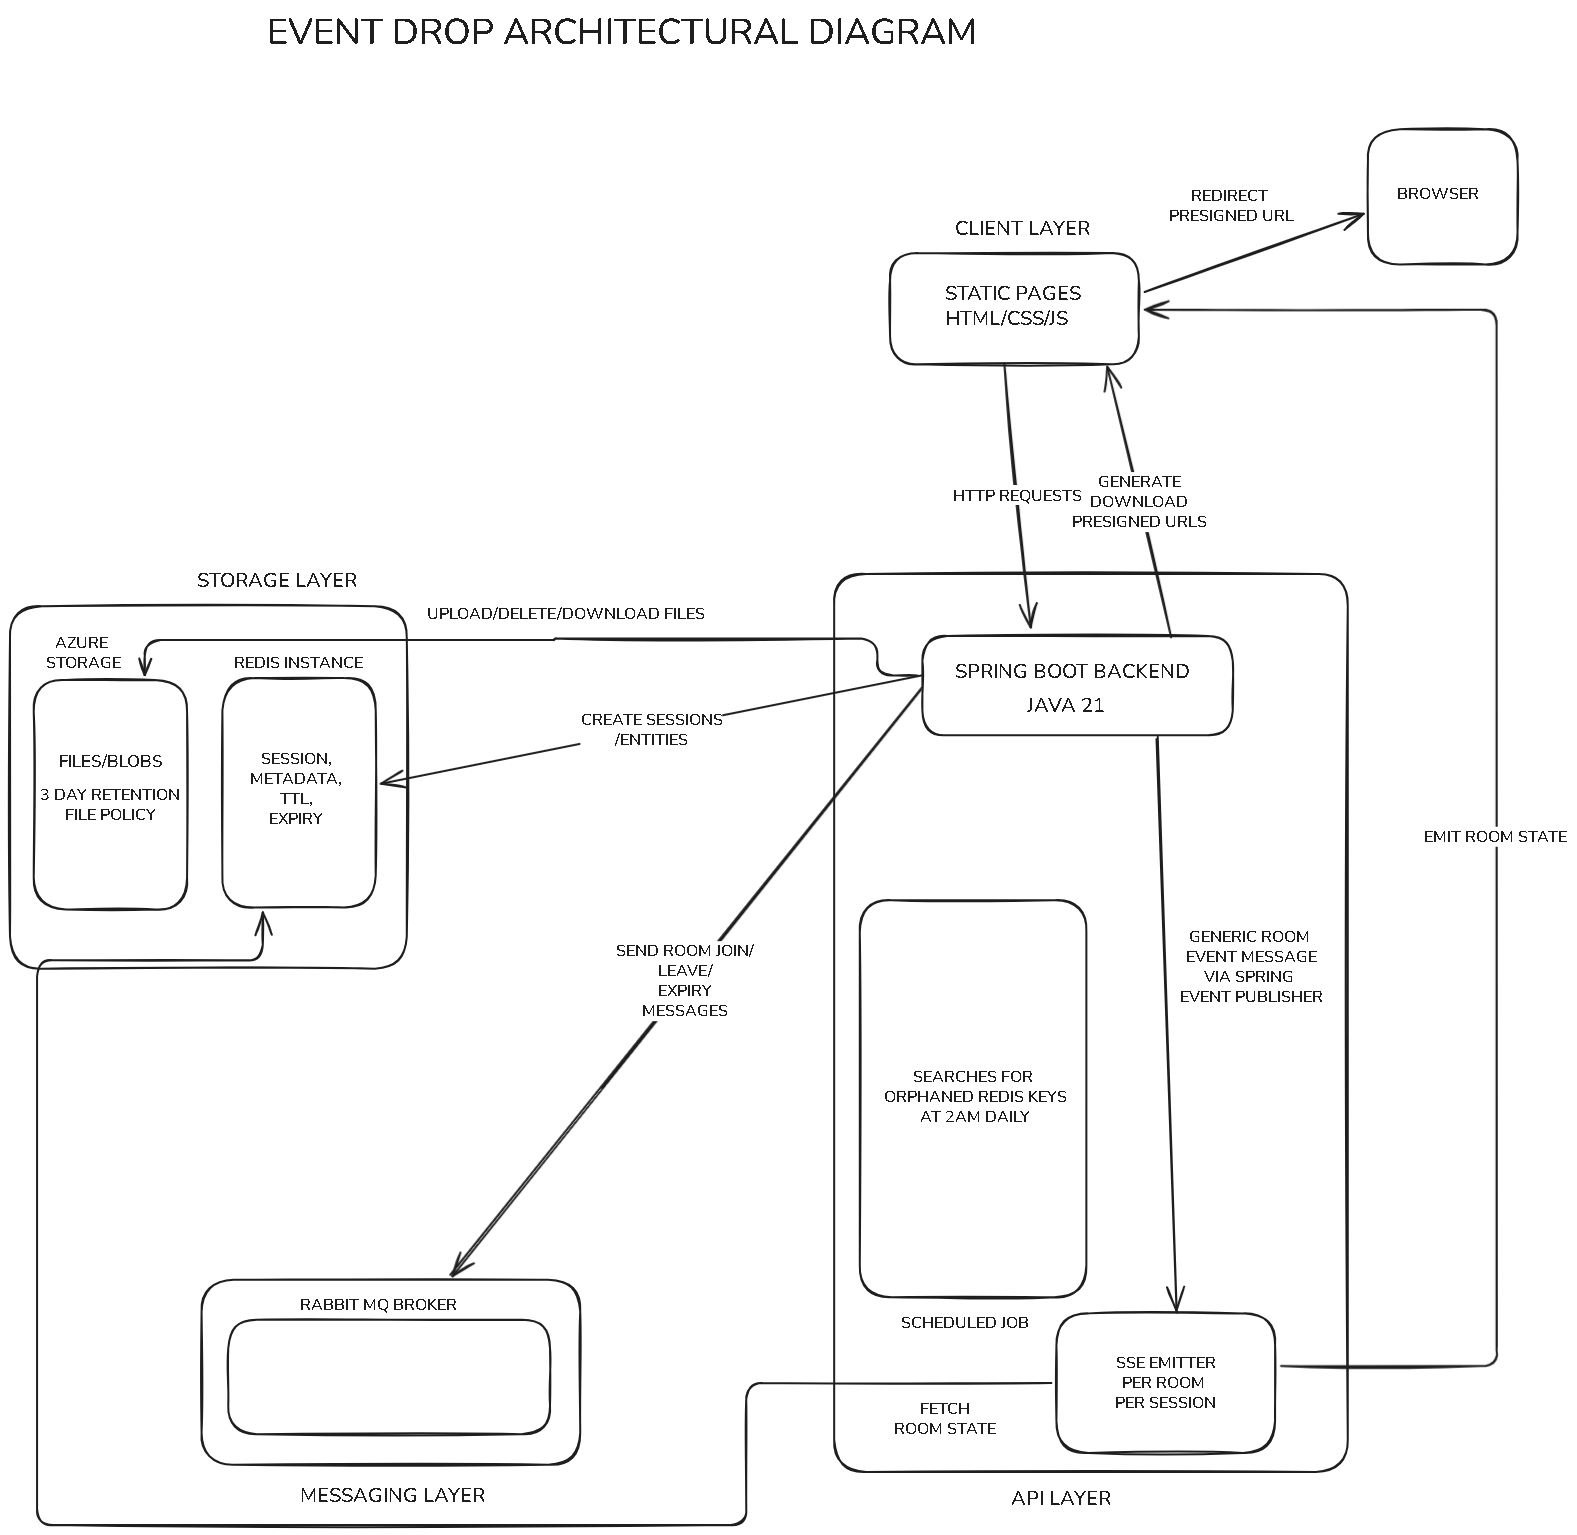 EVENT DROP ARCHITECTURAL DIAGRAM
BROWSER
REDIRECT
PRESIGNED URL
CLIENT LAYER
STATIC PAGES
HTML/CSS/JS
HTTP REQUESTS
GENERATE
DOWNLOAD
PRESIGNED URLS
STORAGE LAYER
UPLOAD/DELETE/DOWNLOAD FILES
AZURE
STORAGE
REDIS INSTANCE
SPRING BOOT BACKEND
JAVA 21
CREATE SESSIONS
/ENTITIES
FILES/BLOBS
3 DAY RETENTION
FILE POLICY
SESSION,
METADATA,
TTL,
EXPIRY
EMIT ROOM STATE
SEND ROOM JOIN/
LEAVE/
EXPIRY
MESSAGES
GENERIC ROOM
EVENT MESSAGE
VIA SPRING
EVENT PUBLISHER
SEARCHES FOR
ORPHANED REDIS KEYS
AT 2AM DAILY
RABBIT MQ BROKER
SCHEDULED JOB
SSE EMITTER
PER ROOM
PER SESSION
FETCH
ROOM STATE
MESSAGING LAYER
API LAYER